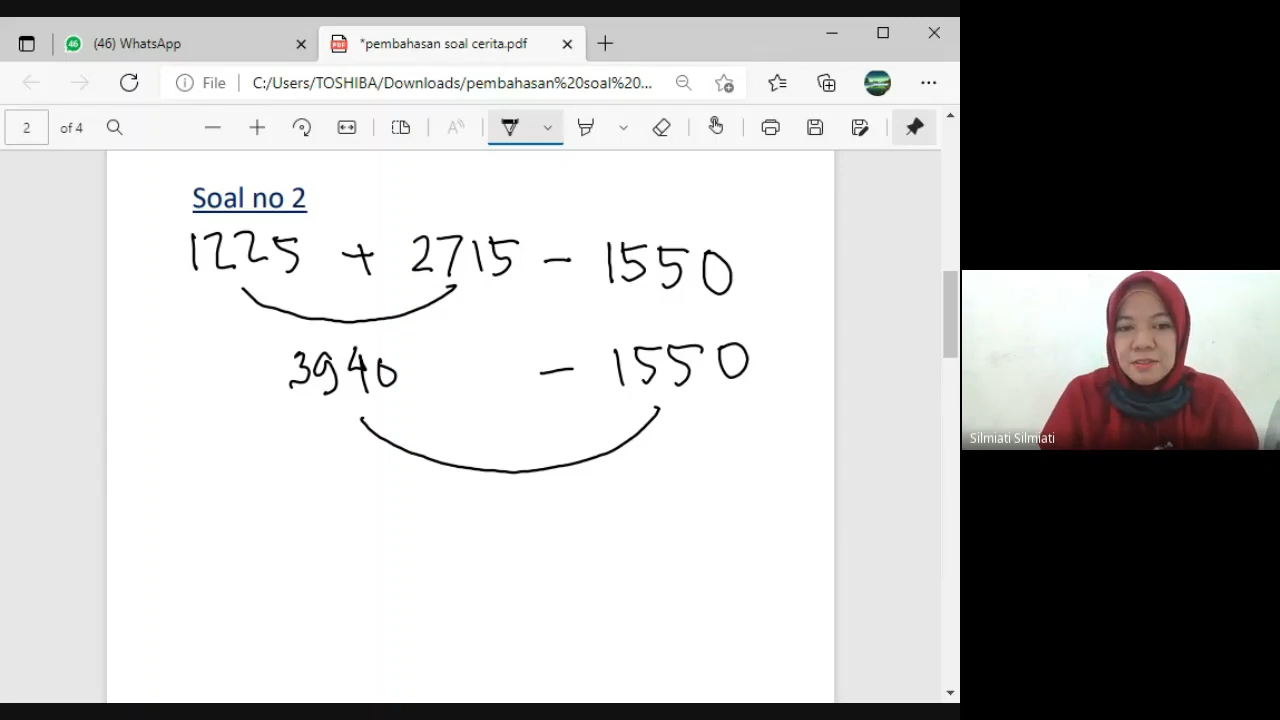 (46) WhatsApp
*pembahasan soal cerita.pdf
File
C:/Users/TOSHIBA/Downloads/pembahasan%20soal%20...
2 of 4
Soal no 2
1225 + 2715 - 1550
3940 - 1550
Silmiati Silmiati